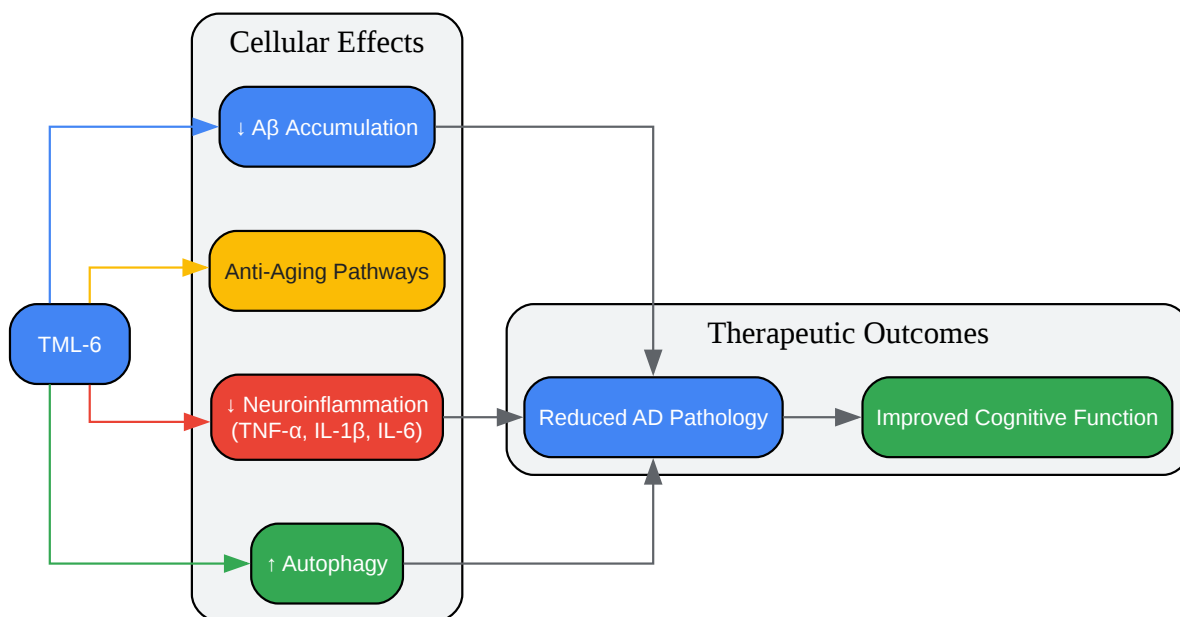 Cellular Effects
↓ Aβ Accumulation
Anti-Aging Pathways
TML-6
↓ Neuroinflammation
(TNF-α, IL-1β, IL-6)
↑ Autophagy
Therapeutic Outcomes
Reduced AD Pathology
Improved Cognitive Function